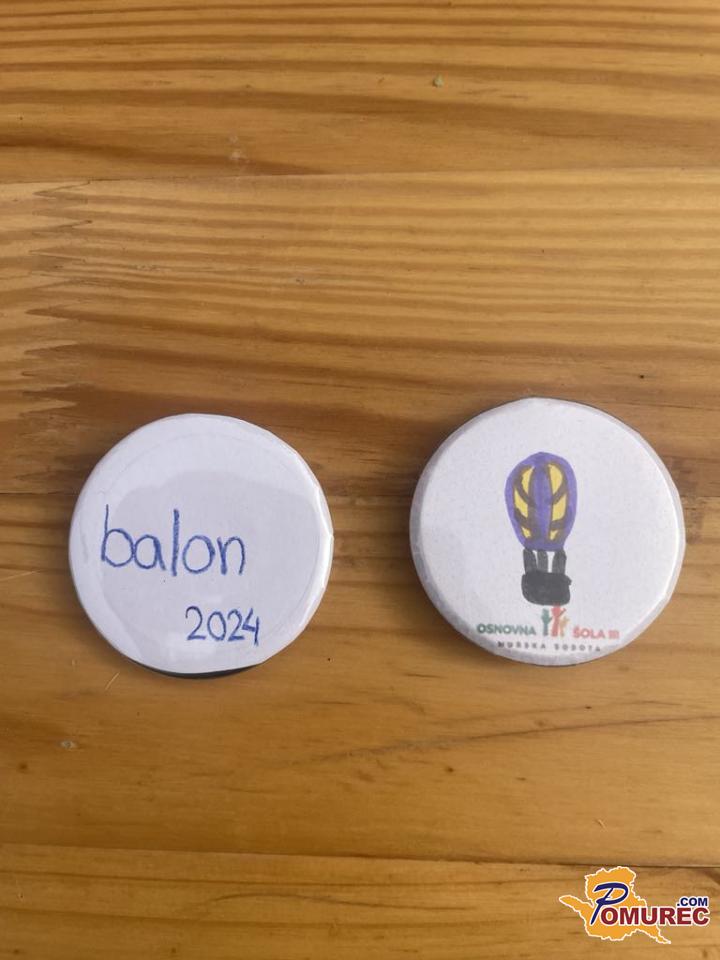 balon
2024
OSNOVNA ŠOLA III
MURSKA SOBOTA
POMUREC.COM